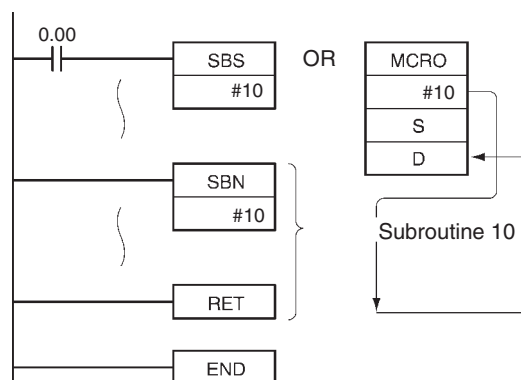 0.00
SBS
#10
OR
MCRO
#10
S
D
SBN
#10
Subroutine 10
RET
END